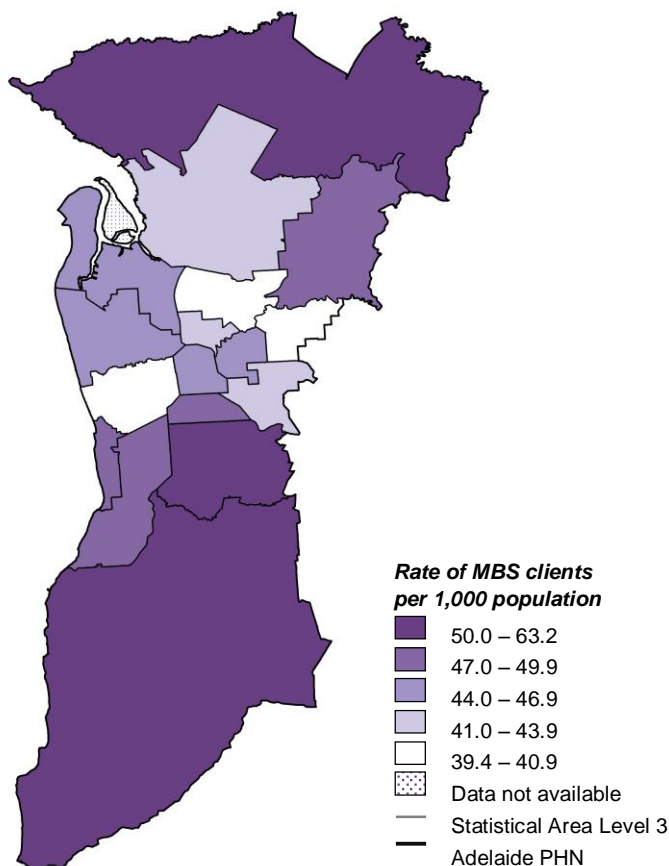 Rate of MBS clients
per 1,000 population
50.0 – 63.2
47.0 – 49.9
44.0 – 46.9
41.0 – 43.9
39.4 – 40.9
Data not available
Statistical Area Level 3
Adelaide PHN